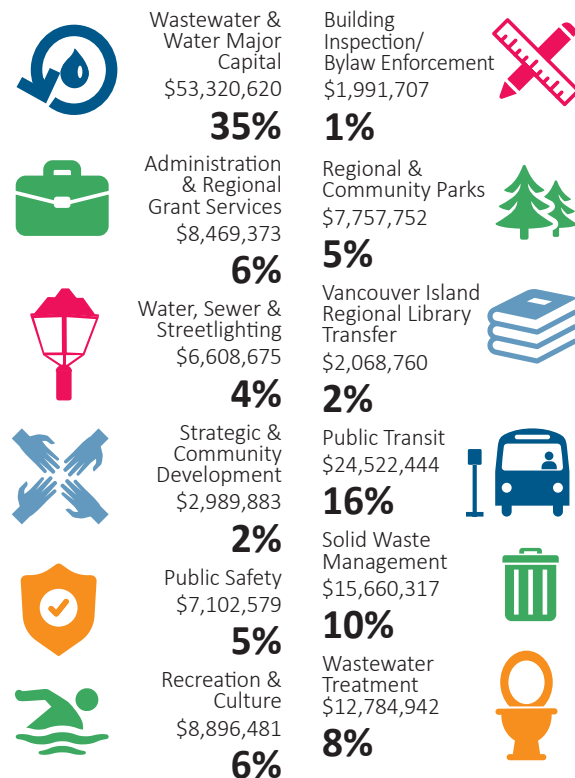 Wastewater &
Water Major
Capital
$53,320,620
35%
Administration
& Regional
Grant Services
$8,469,373
6%
Water, Sewer &
Streetlighting
$6,608,675
4%
Strategic &
Community
Development
$2,989,883
2%
Public Safety
$7,102,579
5%
Recreation &
Culture
$8,896,481
6%
Building
Inspection/
Bylaw Enforcement
$1,991,707
1%
Regional &
Community Parks
$7,757,752
5%
Vancouver Island
Regional Library
Transfer
$2,068,760
2%
Public Transit
$24,522,444
16%
Solid Waste
Management
$15,660,317
10%
Wastewater
Treatment
$12,784,942
8%